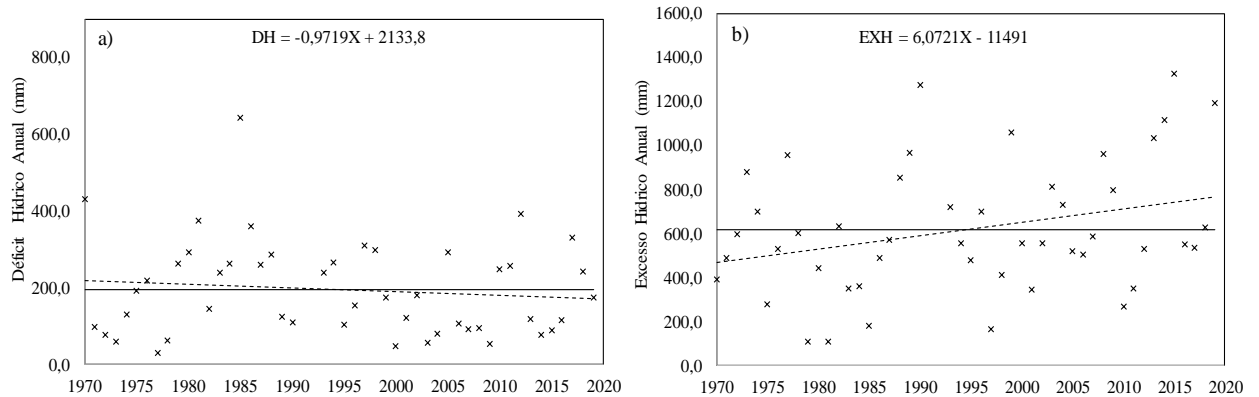 a)
DH = -0,9719X + 2133,8
800,0
600,0
400,0
200,0
0,0
Déficit Hídrico Anual (mm)
1970 1975 1980 1985 1990 1995 2000 2005 2010 2015 2020
b)
EXH = 6,0721X - 11491
1600,0
1400,0
1200,0
1000,0
800,0
600,0
400,0
200,0
0,0
Excesso Hídrico Anual (mm)
1970 1975 1980 1985 1990 1995 2000 2005 2010 2015 2020